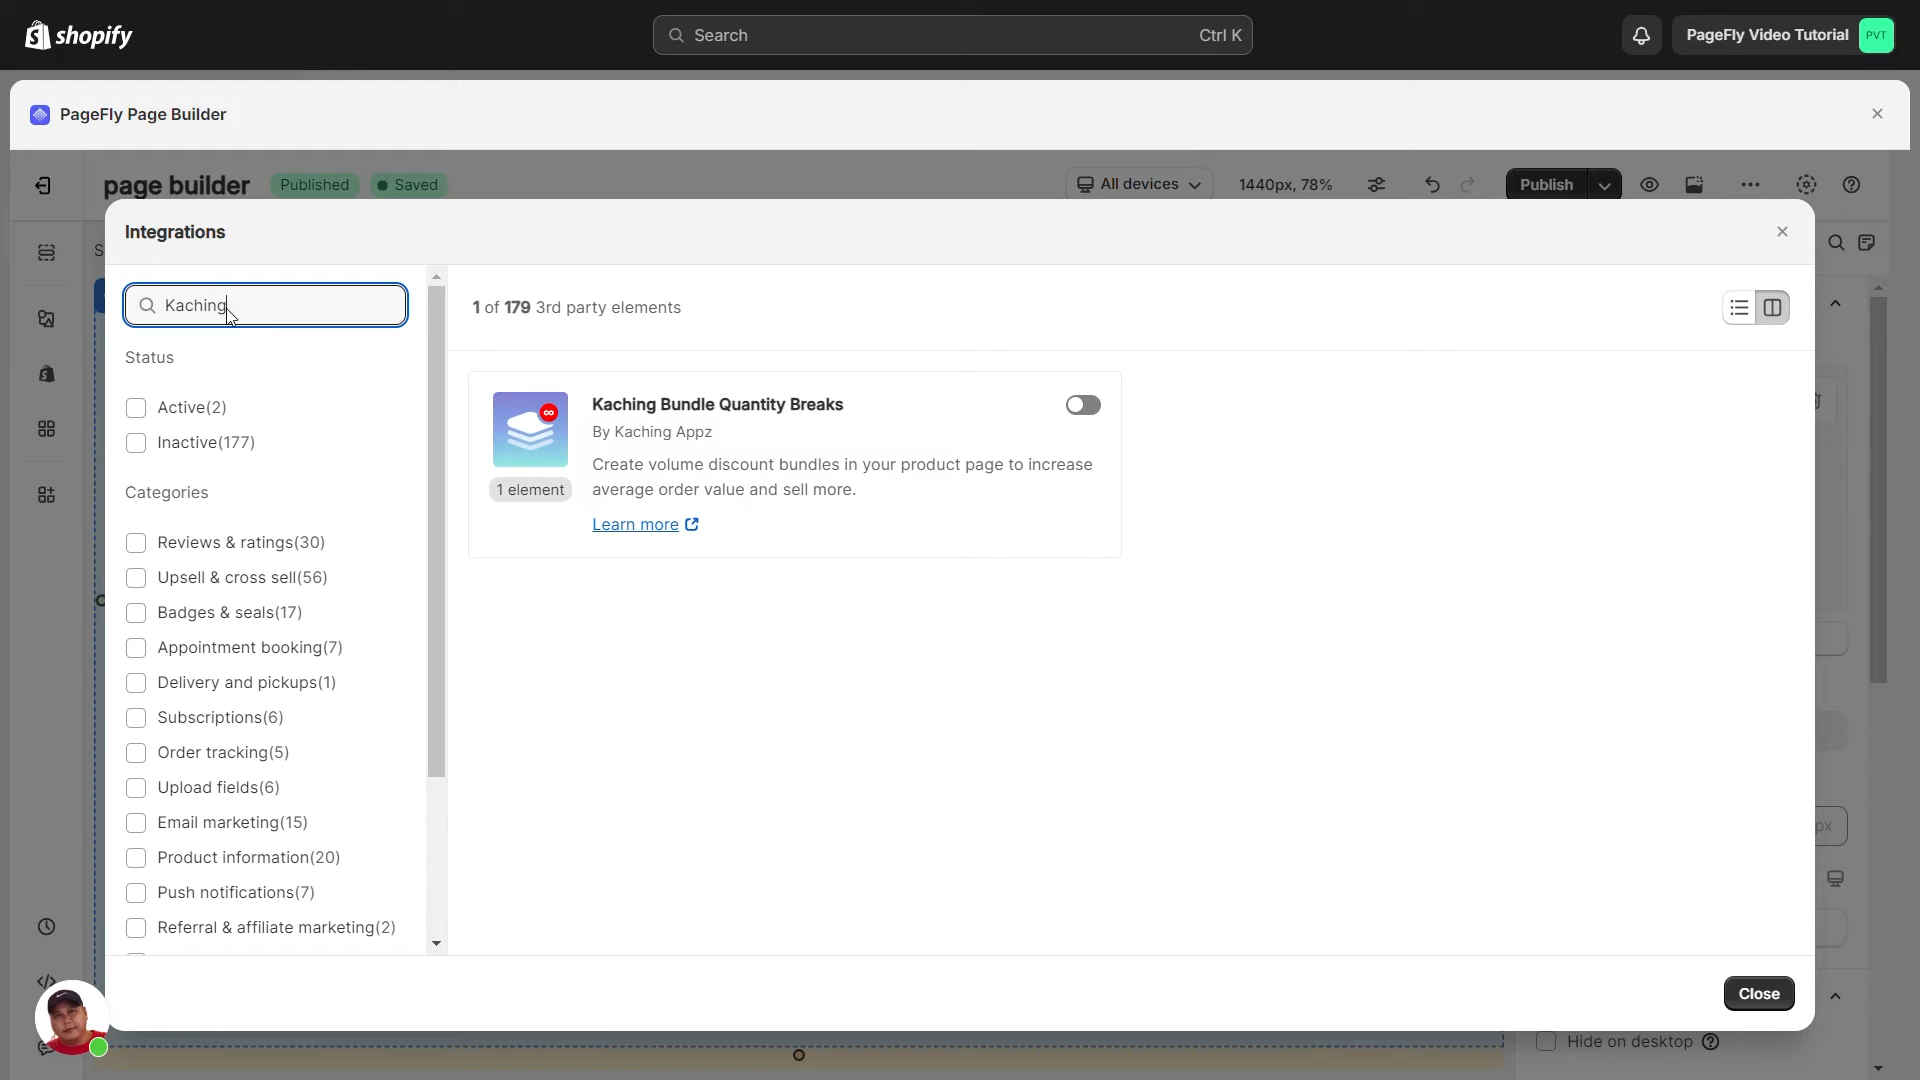 shopify
Search
Ctrl K
PageFly Video Tutorial
PVT
PageFly Page Builder
page builder
Published
Saved
All devices
1440px, 78%
Publish
Integrations
Kaching
1 of 179 3rd party elements
Status
Active(2)
Inactive(177)
Categories
Reviews & ratings(30)
Upsell & cross sell(56)
Badges & seals(17)
Appointment booking(7)
Delivery and pickups(1)
Subscriptions(6)
Order tracking(5)
Upload fields(6)
Email marketing(15)
Product information(20)
Push notifications(7)
Referral & affiliate marketing(2)
Kaching Bundle Quantity Breaks
By Kaching Appz
Create volume discount bundles in your product page to increase
average order value and sell more.
1 element
Learn more
px
Close
Hide on desktop